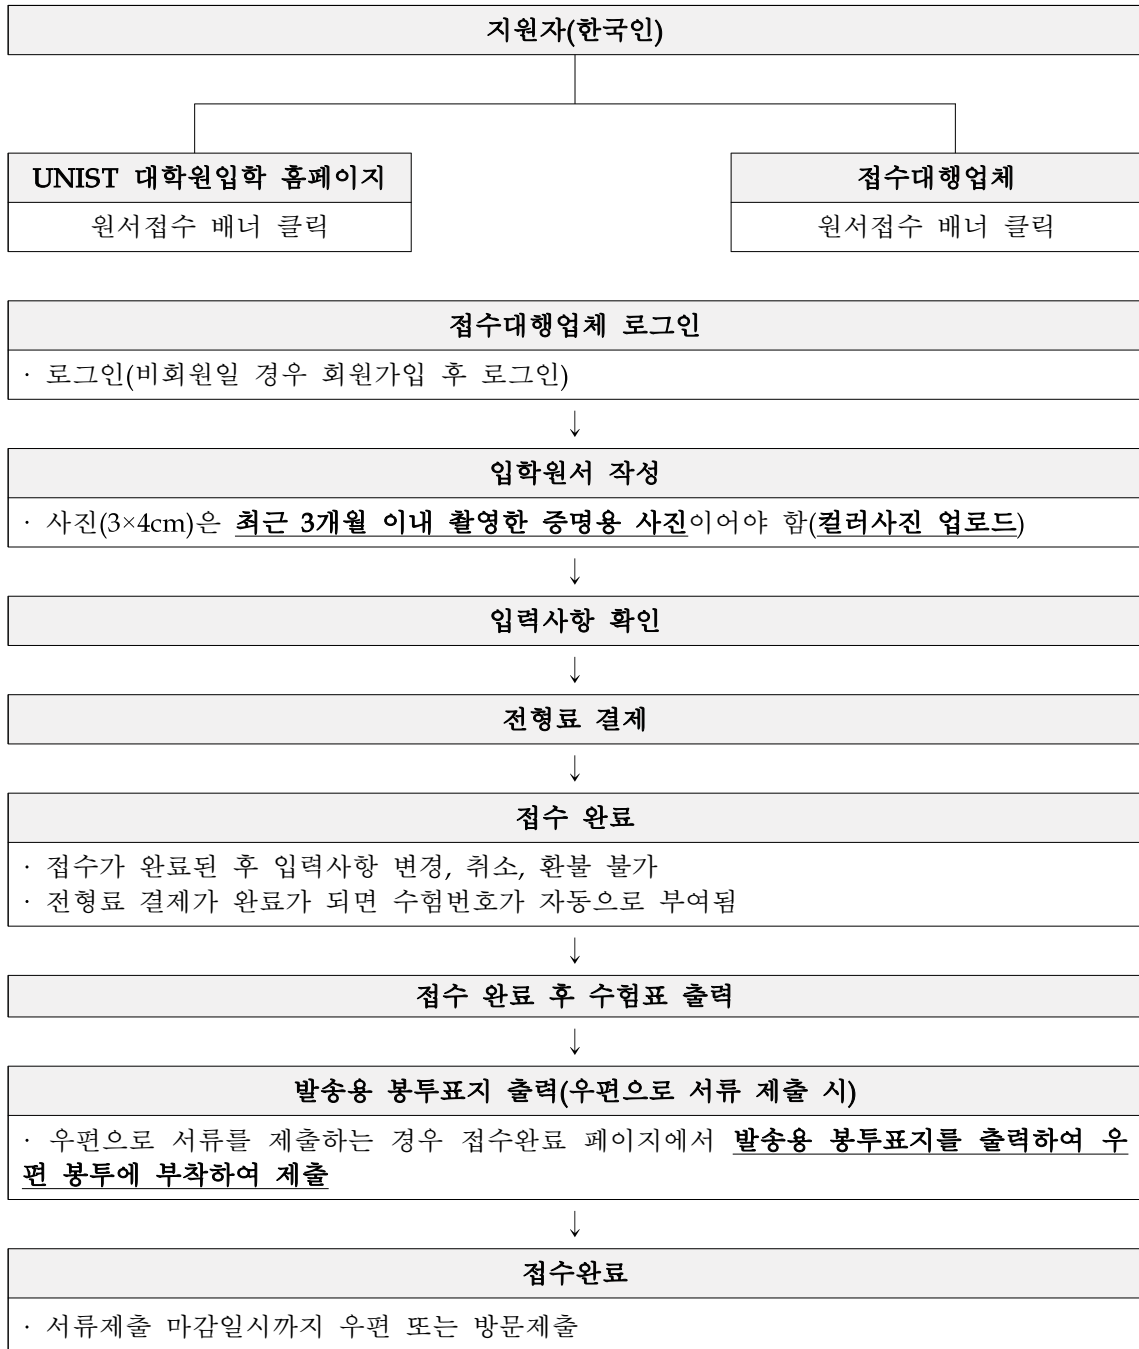 지원자(한국인)
UNIST 대학원입학 홈페이지
원서접수 배너 클릭
접수대행업체
원서접수 배너 클릭
접수대행업체 로그인
· 로그인(비회원일 경우 회원가입 후 로그인)
↓
입학원서 작성
· 사진(3×4cm)은 최근 3개월 이내 촬영한 증명용 사진이어야 함(컬러사진 업로드)
↓
입력사항 확인
↓
전형료 결제
↓
접수 완료
· 접수가 완료된 후 입력사항 변경, 취소, 환불 불가
· 전형료 결제가 완료가 되면 수험번호가 자동으로 부여됨
↓
접수 완료 후 수험표 출력
↓
발송용 봉투표지 출력(우편으로 서류 제출 시)
· 우편으로 서류를 제출하는 경우 접수완료 페이지에서 발송용 봉투표지를 출력하여 우
편 봉투에 부착하여 제출
↓
접수완료
· 서류제출 마감일시까지 우편 또는 방문제출